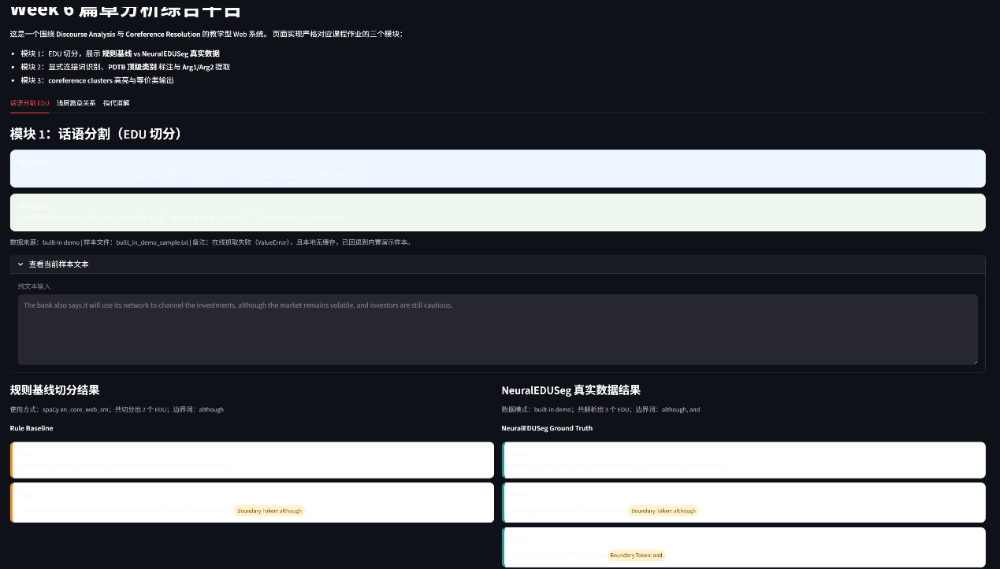 Week 6 篇章分析综合平台
这是一个围绕 Discourse Analysis 与 Coreference Resolution 的教学型 Web 系统。 页面实现严格对应课程作业的三个模块：
模块 1：EDU 切分，展示 规则基线 vs NeuralEDUSeg 真实数据
模块 2：显式连接词识别、PDTB 顶级类别 标注与 Arg1/Arg2 提取
模块 3：coreference clusters 高亮与等价类输出
话语分割 EDU 浅层篇章关系 指代消解
模块 1：话语分割（EDU 切分）
数据来源：built-in demo | 样本文件：built_in_demo_sample.txt | 备注：在线抓取失败（ValueError），且本地无缓存，已回退到内置演示样本。
查看当前样本文本
纯文本输入
The bank also says it will use its network to channel the investments, although the market remains volatile, and investors are still cautious.
规则基线切分结果
使用方式：spaCy en_core_web_sm；共切分出 2 个 EDU；边界词：although
Rule Baseline
EDU 1
EDU 2
Boundary Token: although
NeuralEDUSeg 真实数据结果
数据模式：built-in demo；共解析出 3 个 EDU；边界词：although, and
NeuralEDUSeg Ground Truth
EDU 1
EDU 2
Boundary Token: although
EDU 3
Boundary Token: and